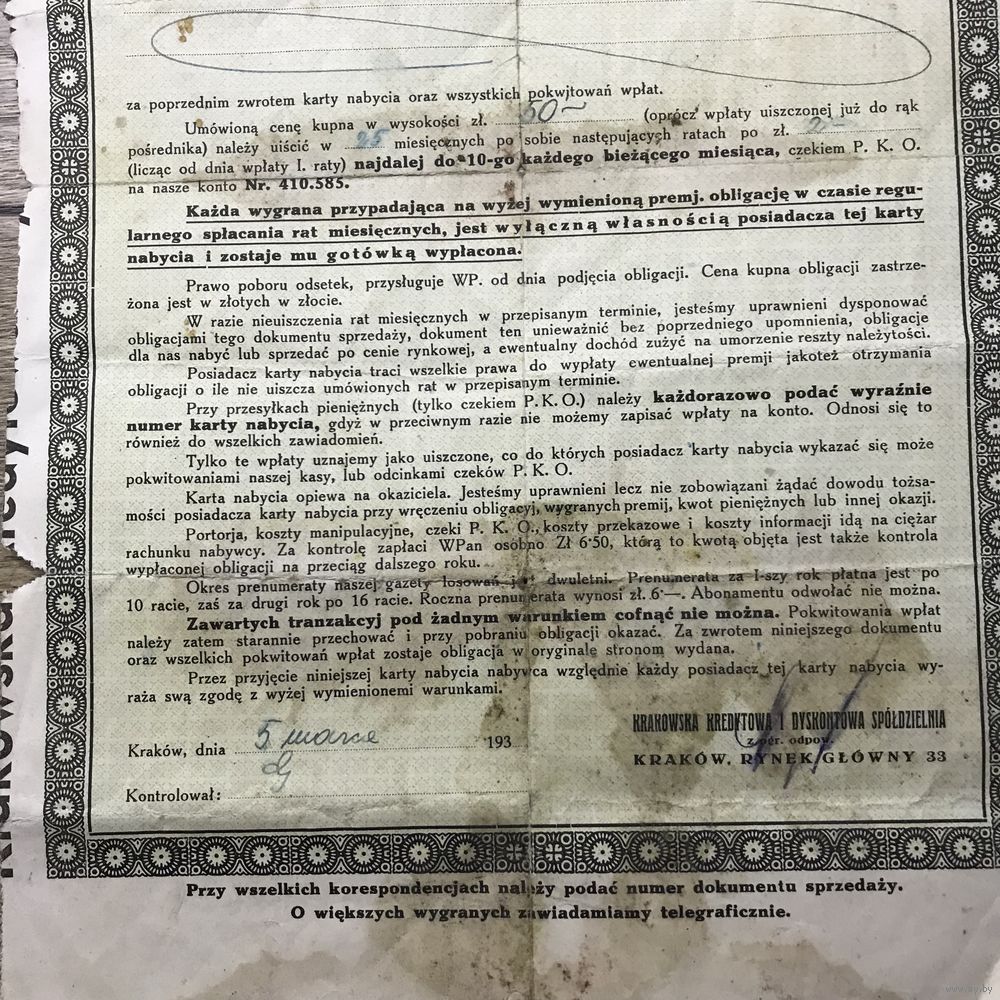 za poprzednim zwrotem karty nabycia oraz wszystkich pokwitowań wpłat.
Umówioną cenę kupna w wysokości zł. 50— (oprócz wpłaty uiszczonej już do rąk
pośrednika) należy uiścić w 25 miesięcznych po sobie następujących ratach po zł. 2.—
(licząc od dnia wpłaty I. raty) najdalej do 10-go każdego bieżącego miesiąca, czekiem P. K. O.
na nasze konto Nr. 410.585.
Każda wygrana przypadająca na wyżej wymienioną premj. obligację w czasie regu-
larnego spłacania rat miesięcznych, jest wyłączną własnością posiadacza tej karty
nabycia i zostaje mu gotówką wypłacona.
Prawo poboru odsetek, przysługuje WP. od dnia podjęcia obligacji. Cena kupna obligacji zastrze-
żona jest w złotych w złocie.
W razie nieuiszczenia rat miesięcznych w przepisanym terminie, jesteśmy uprawnieni dysponować
obligacjami tego dokumentu sprzedaży, dokument ten unieważnić bez poprzedniego upomnienia, obligacje
dla nas nabyć lub sprzedać po cenie rynkowej, a ewentualny dochód zużyć na umorzenie reszty należytości.
Posiadacz karty nabycia traci wszelkie prawa do wypłaty ewentualnej premji jakoteż otrzymania
obligacji o ile nie uiszcza umówionych rat w przepisanym terminie.
Przy przesyłkach pieniężnych (tylko czekiem P. K. O.) należy każdorazowo podać wyraźnie
numer karty nabycia, gdyż w przeciwnym razie nie możemy zapisać wpłaty na konto. Odnosi się to
również do wszelkich zawiadomień.
Tylko te wpłaty uznajemy jako uiszczone, co do których posiadacz karty nabycia wykazać się może
pokwitowaniami naszej kasy, lub odcinkami czeków P. K. O.
Karta nabycia opiewa na okaziciela. Jesteśmy uprawnieni lecz nie zobowiązani żądać dowodu tożsa-
mości posiadacza karty nabycia przy wręczeniu obligacyj, wygranych premij, kwot pieniężnych lub innej okazji.
Portorja, koszty manipulacyjne, czeki P. K. O., koszty przekazowe i koszty informacji idą na ciężar
rachunku nabywcy. Za kontrolę zapłaci WPan osobno Zł 6·50, którą to kwotą objęta jest także kontrola
wypłaconej obligacji na przeciąg dalszego roku.
Okres prenumeraty naszej gazety losowań jest dwuletni. Prenumerata za I-szy rok płatna jest po
10 racie, zaś za drugi rok po 16 racie. Roczna prenumerata wynosi zł. 6·—. Abonamentu odwołać nie można.
Zawartych tranzakcyj pod żadnym warunkiem cofnąć nie można. Pokwitowania wpłat
należy zatem starannie przechować i przy pobraniu obligacji okazać. Za zwrotem niniejszego dokumentu
oraz wszelkich pokwitowań wpłat zostaje obligacja w oryginale stronom wydana.
Przez przyjęcie niniejszej karty nabycia nabywca względnie każdy posiadacz tej karty nabycia wy-
raża swą zgodę z wyżej wymienionemi warunkami.
KRAKOWSKA KREDYTOWA I DYSKONTOWA SPÓŁDZIELNIA
z ogr. odpow.
KRAKÓW, RYNEK GŁÓWNY 33
Kraków, dnia 5 marca 193
Kontrolował:
Przy wszelkich korespondencjach należy podać numer dokumentu sprzedaży.
O większych wygranych zawiadamiamy telegraficznie.